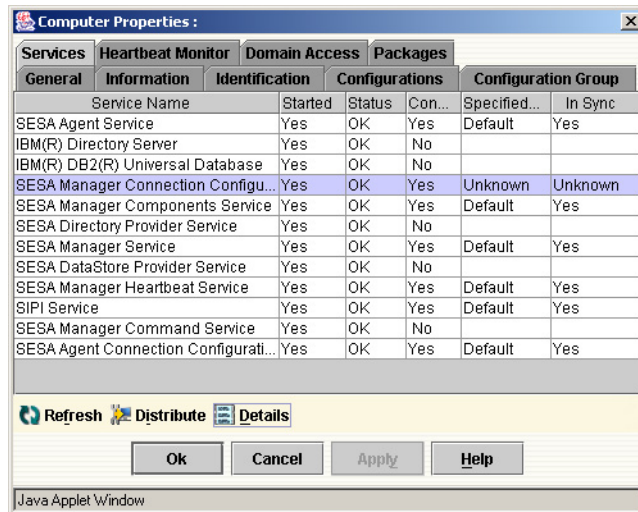 Computer Properties :
Services Heartbeat Monitor Domain Access Packages
General Information Identification Configurations Configuration Group
Service Name Started Status Con... Specified... In Sync
SESA Agent Service Yes OK Yes Default Yes
IBM(R) Directory Server Yes OK No
IBM(R) DB2(R) Universal Database Yes OK No
SESA Manager Connection Configu... Yes OK Yes Unknown Unknown
SESA Manager Components Service Yes OK Yes Default Yes
SESA Directory Provider Service Yes OK No
SESA Manager Service Yes OK Yes Default Yes
SESA DataStore Provider Service Yes OK No
SESA Manager Heartbeat Service Yes OK Yes Default Yes
SIPI Service Yes OK Yes Default Yes
SESA Manager Command Service Yes OK No
SESA Agent Connection Configurati... Yes OK Yes Default Yes
Refresh Distribute Details
Ok Cancel Apply Help
Java Applet Window